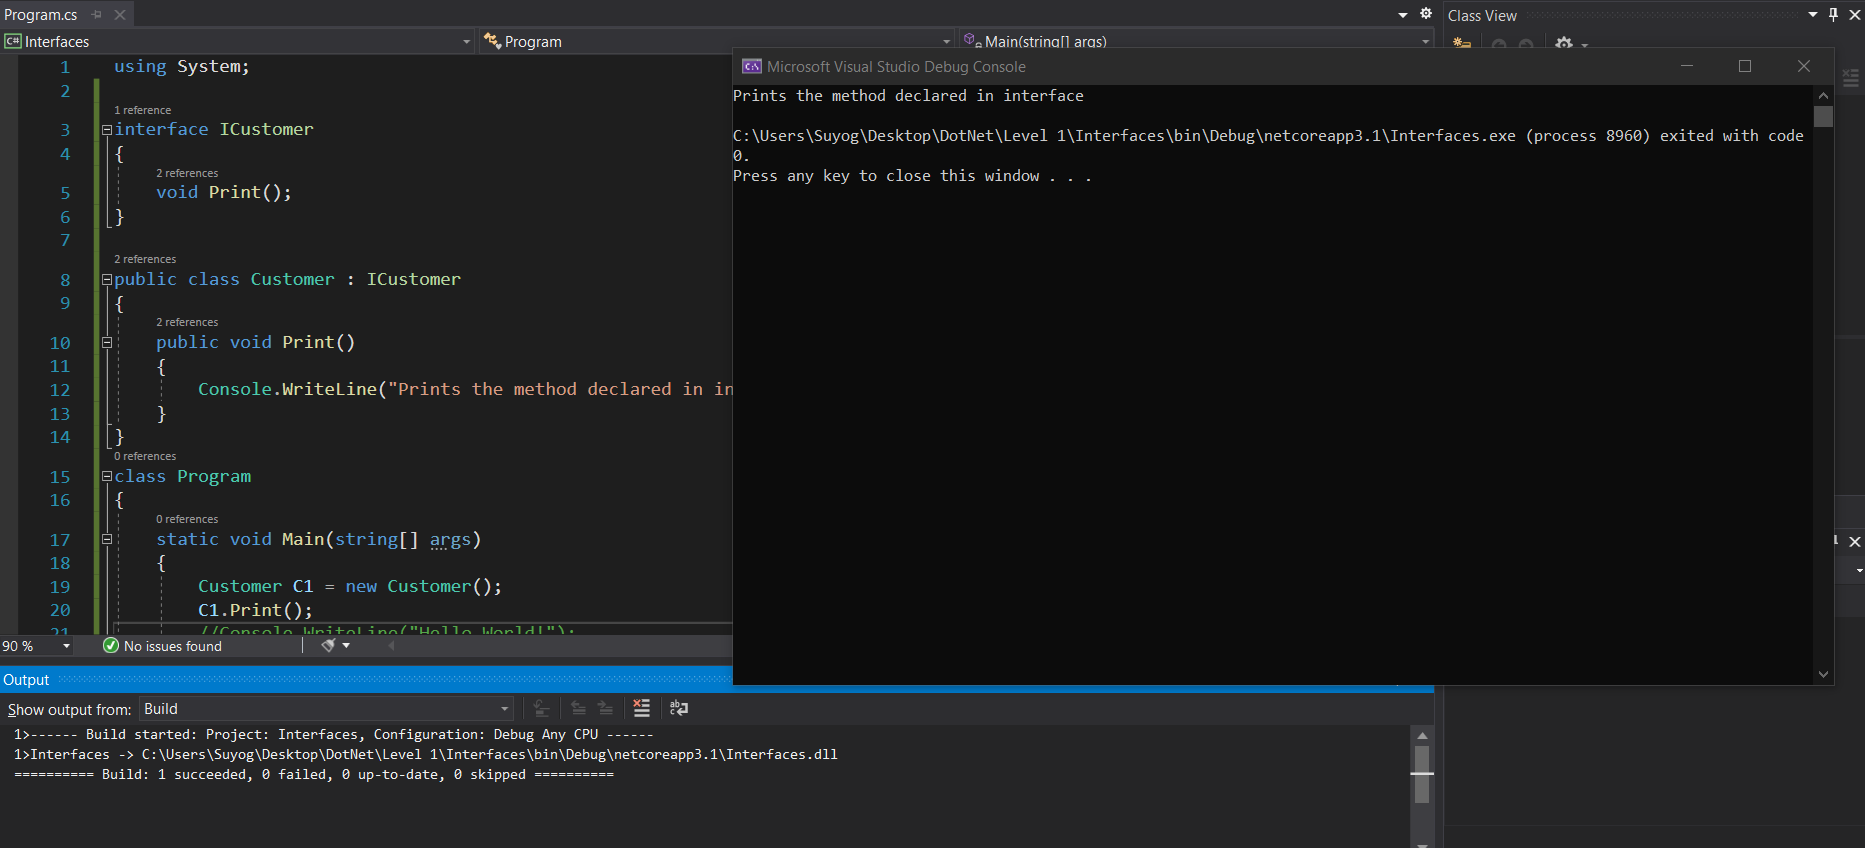 Program.cs
Class View
C# Interfaces
Program
Main(string[] args)
1 using System;
2
1 reference
3 interface ICustomer
4 {
2 references
5 void Print();
6 }
7
2 references
8 public class Customer : ICustomer
9 {
2 references
10 public void Print()
11 {
12 Console.WriteLine("Prints the method declared in in
13 }
14 }
0 references
15 class Program
16 {
0 references
17 static void Main(string[] args)
18 {
19 Customer C1 = new Customer();
20 C1.Print();
21 //Console.WriteLine("Hello World!");
90 %
No issues found
C:\ Microsoft Visual Studio Debug Console
Prints the method declared in interface
C:\Users\Suyog\Desktop\DotNet\Level 1\Interfaces\bin\Debug\netcoreapp3.1\Interfaces.exe (process 8960) exited with code
0.
Press any key to close this window . . .
Output
Show output from: Build
1>------ Build started: Project: Interfaces, Configuration: Debug Any CPU ------
1>Interfaces -> C:\Users\Suyog\Desktop\DotNet\Level 1\Interfaces\bin\Debug\netcoreapp3.1\Interfaces.dll
========== Build: 1 succeeded, 0 failed, 0 up-to-date, 0 skipped ==========